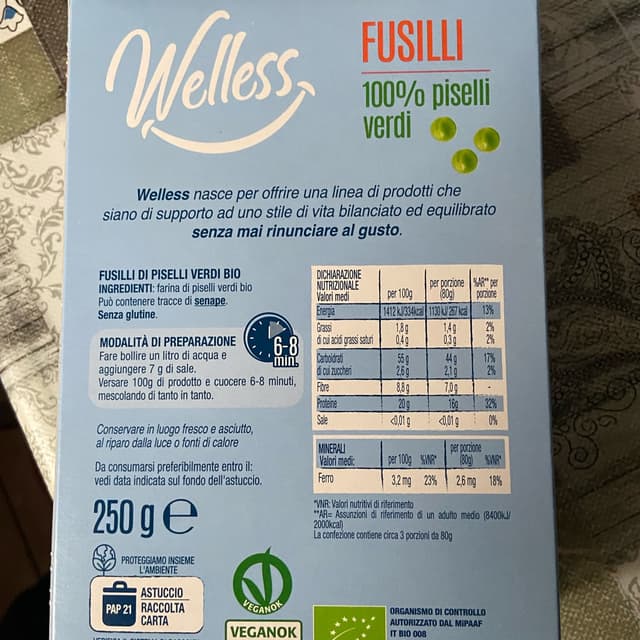 Welless
FUSILLI
100% piselli
verdi
Welless nasce per offrire una linea di prodotti che
siano di supporto ad uno stile di vita bilanciato ed equilibrato
senza mai rinunciare al gusto.
FUSILLI DI PISELLI VERDI BIO
INGREDIENTI: farina di piselli verdi bio
Può contenere tracce di senape.
Senza glutine.
MODALITÀ DI PREPARAZIONE
Fare bollire un litro di acqua e
aggiungere 7 g di sale.
Versare 100g di prodotto e cuocere 6-8 minuti,
mescolando di tanto in tanto.
6-8
min.
Conservare in luogo fresco e asciutto,
al riparo dalla luce o fonti di calore
Da consumarsi preferibilmente entro il:
vedi data indicata sul fondo dell'astuccio.
250 g e
PROTEGGIAMO INSIEME
L'AMBIENTE
PAP 21
ASTUCCIO
RACCOLTA
CARTA
DICHIARAZIONE
NUTRIZIONALE
Valori medi per 100g per porzione (80g) %AR** per porzione
Energia 1412 kJ/334kcal 1130 kJ/ 267 kcal 13%
Grassi 1,8 g 1,4 g 2%
di cui acidi grassi saturi 0,4 g 0,3 g 2%
Carboidrati 55 g 44 g 17%
di cui zuccheri 2,6 g 2,1 g 2%
Fibre 8,8 g 7,0 g -
Proteine 20 g 16g 32%
Sale <0,01 g <0,01 g 0%
MINERALI
Valori medi: per 100g %VNR* per porzione (80g) %VNR*
Ferro 3,2 mg 23% 2,6 mg 18%
*VNR: Valori nutritivi di riferimento
**AR= Assunzioni di riferimento di un adulto medio (8400kJ/
2000kcal)
La confezione contiene circa 3 porzioni da 80g
VEGANOK
VEGANOK
ORGANISMO DI CONTROLLO
AUTORIZZATO DAL MiPAAF
IT BIO 008